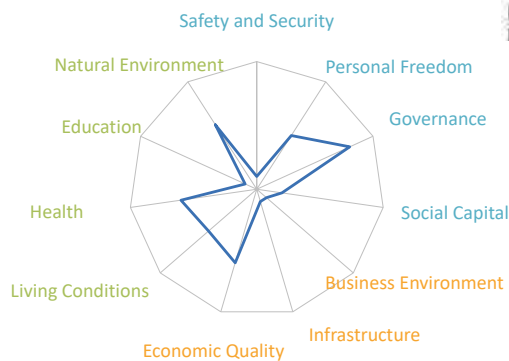 Safety and Security
Natural Environment
Personal Freedom
Education
Governance
Health
Social Capital
Living Conditions
Business Environment
Infrastructure
Economic Quality